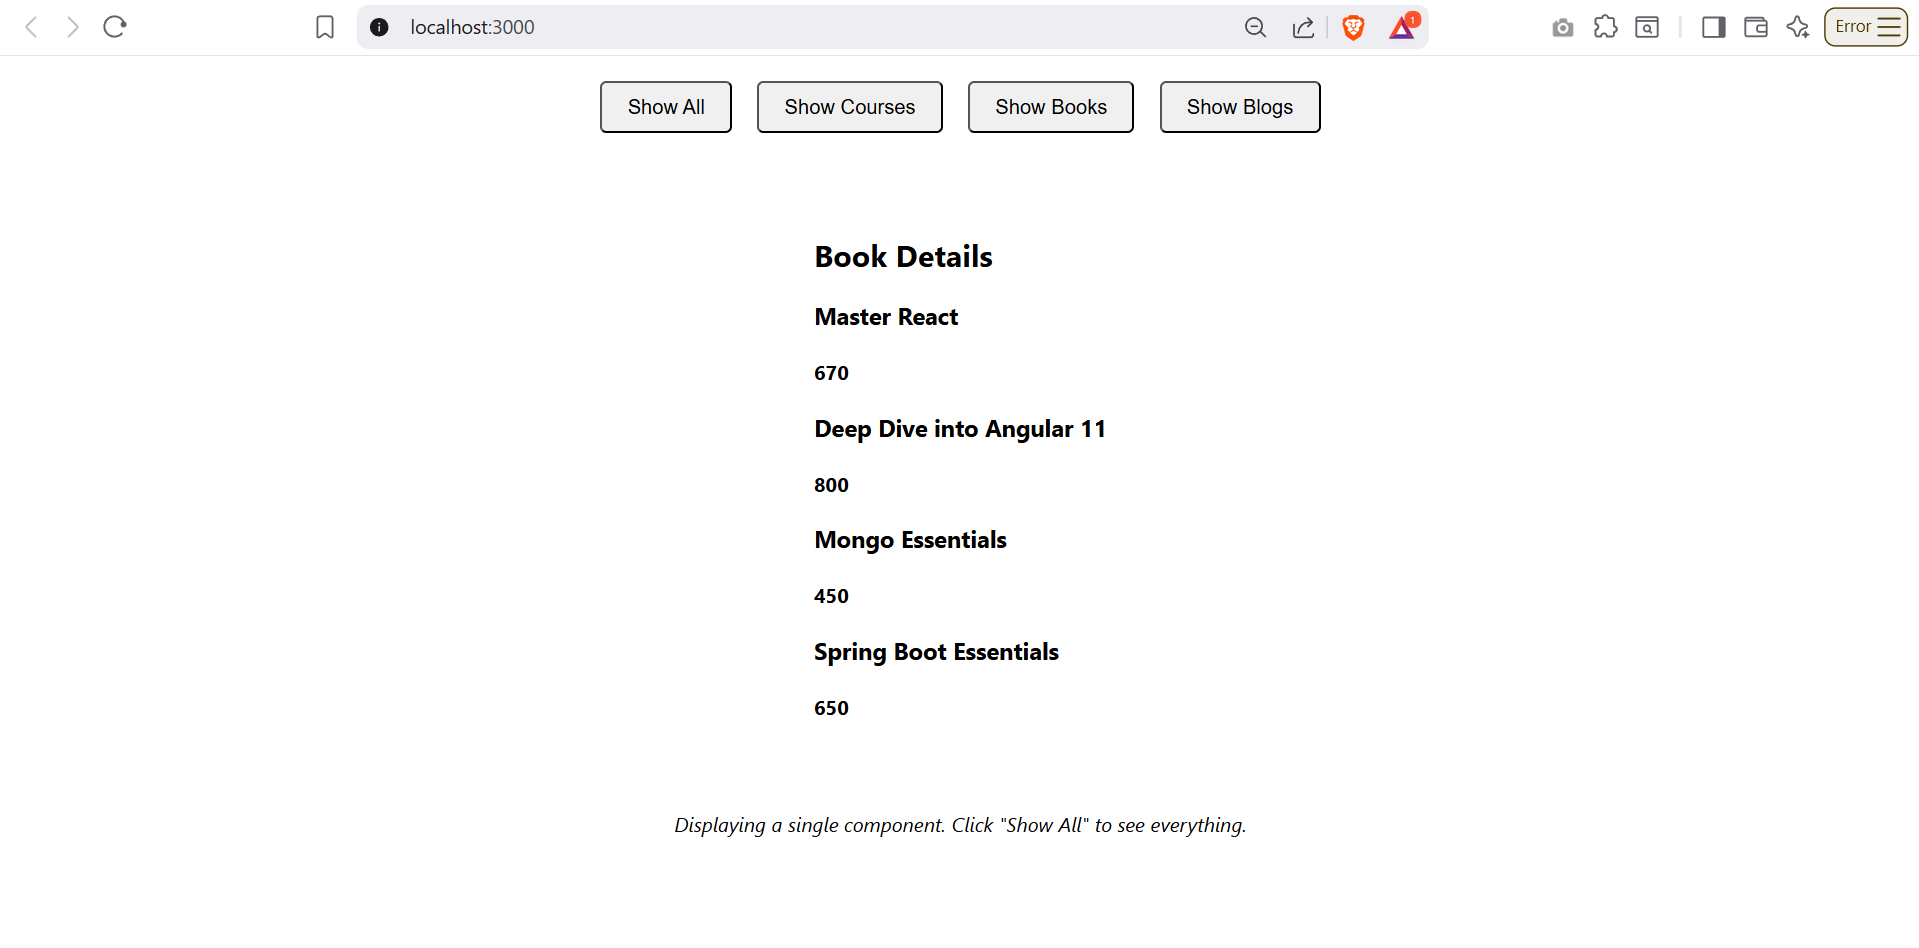 localhost:3000
1
Error
Show All
Show Courses
Show Books
Show Blogs
Book Details
Master React
670
Deep Dive into Angular 11
800
Mongo Essentials
450
Spring Boot Essentials
650
Displaying a single component. Click "Show All" to see everything.